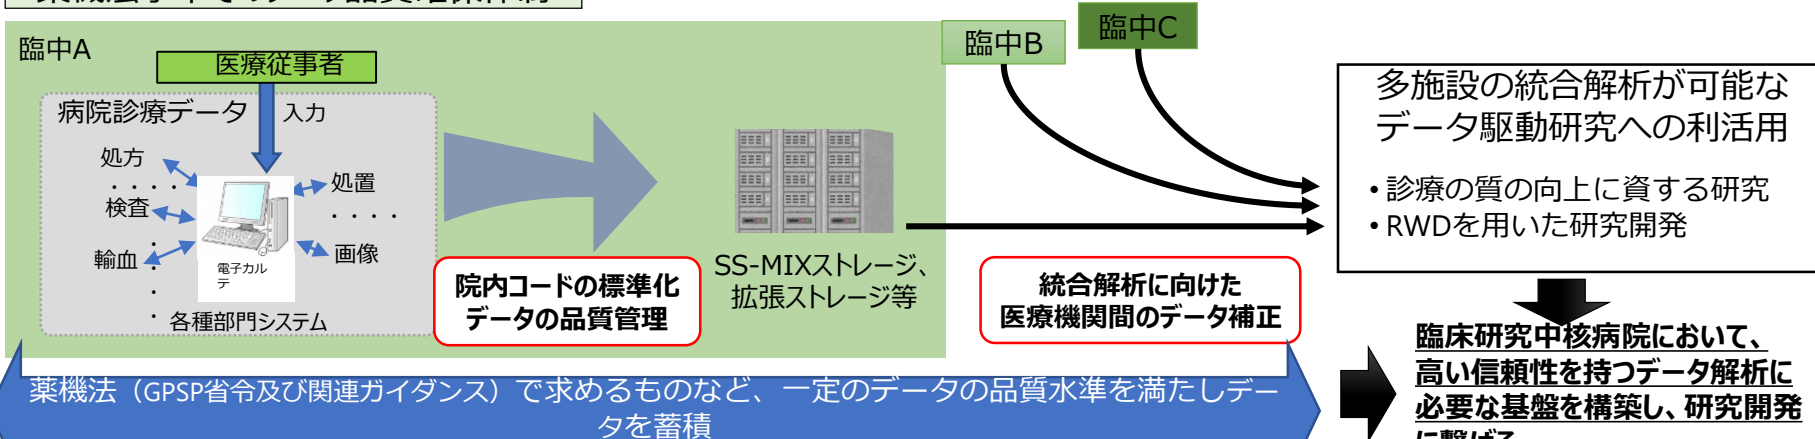 臨中A
医療従事者
病院診療データ
入力
処方
・・・・
検査
輸血
処置
・・・・
画像
電子カル
テ
各種部門システム
院内コードの標準化
データの品質管理
SS-MIXストレージ、
拡張ストレージ等
臨中B
臨中C
統合解析に向けた
医療機関間のデータ補正
多施設の統合解析が可能な
データ駆動研究への利活用
・診療の質の向上に資する研究
・RWDを用いた研究開発
臨床研究中核病院において、
高い信頼性を持つデータ解析に
必要な基盤を構築し、研究開発
薬機法（GPSP省令及び関連ガイダンス）で求めるものなど、一定のデータの品質水準を満たしデー
タを蓄積